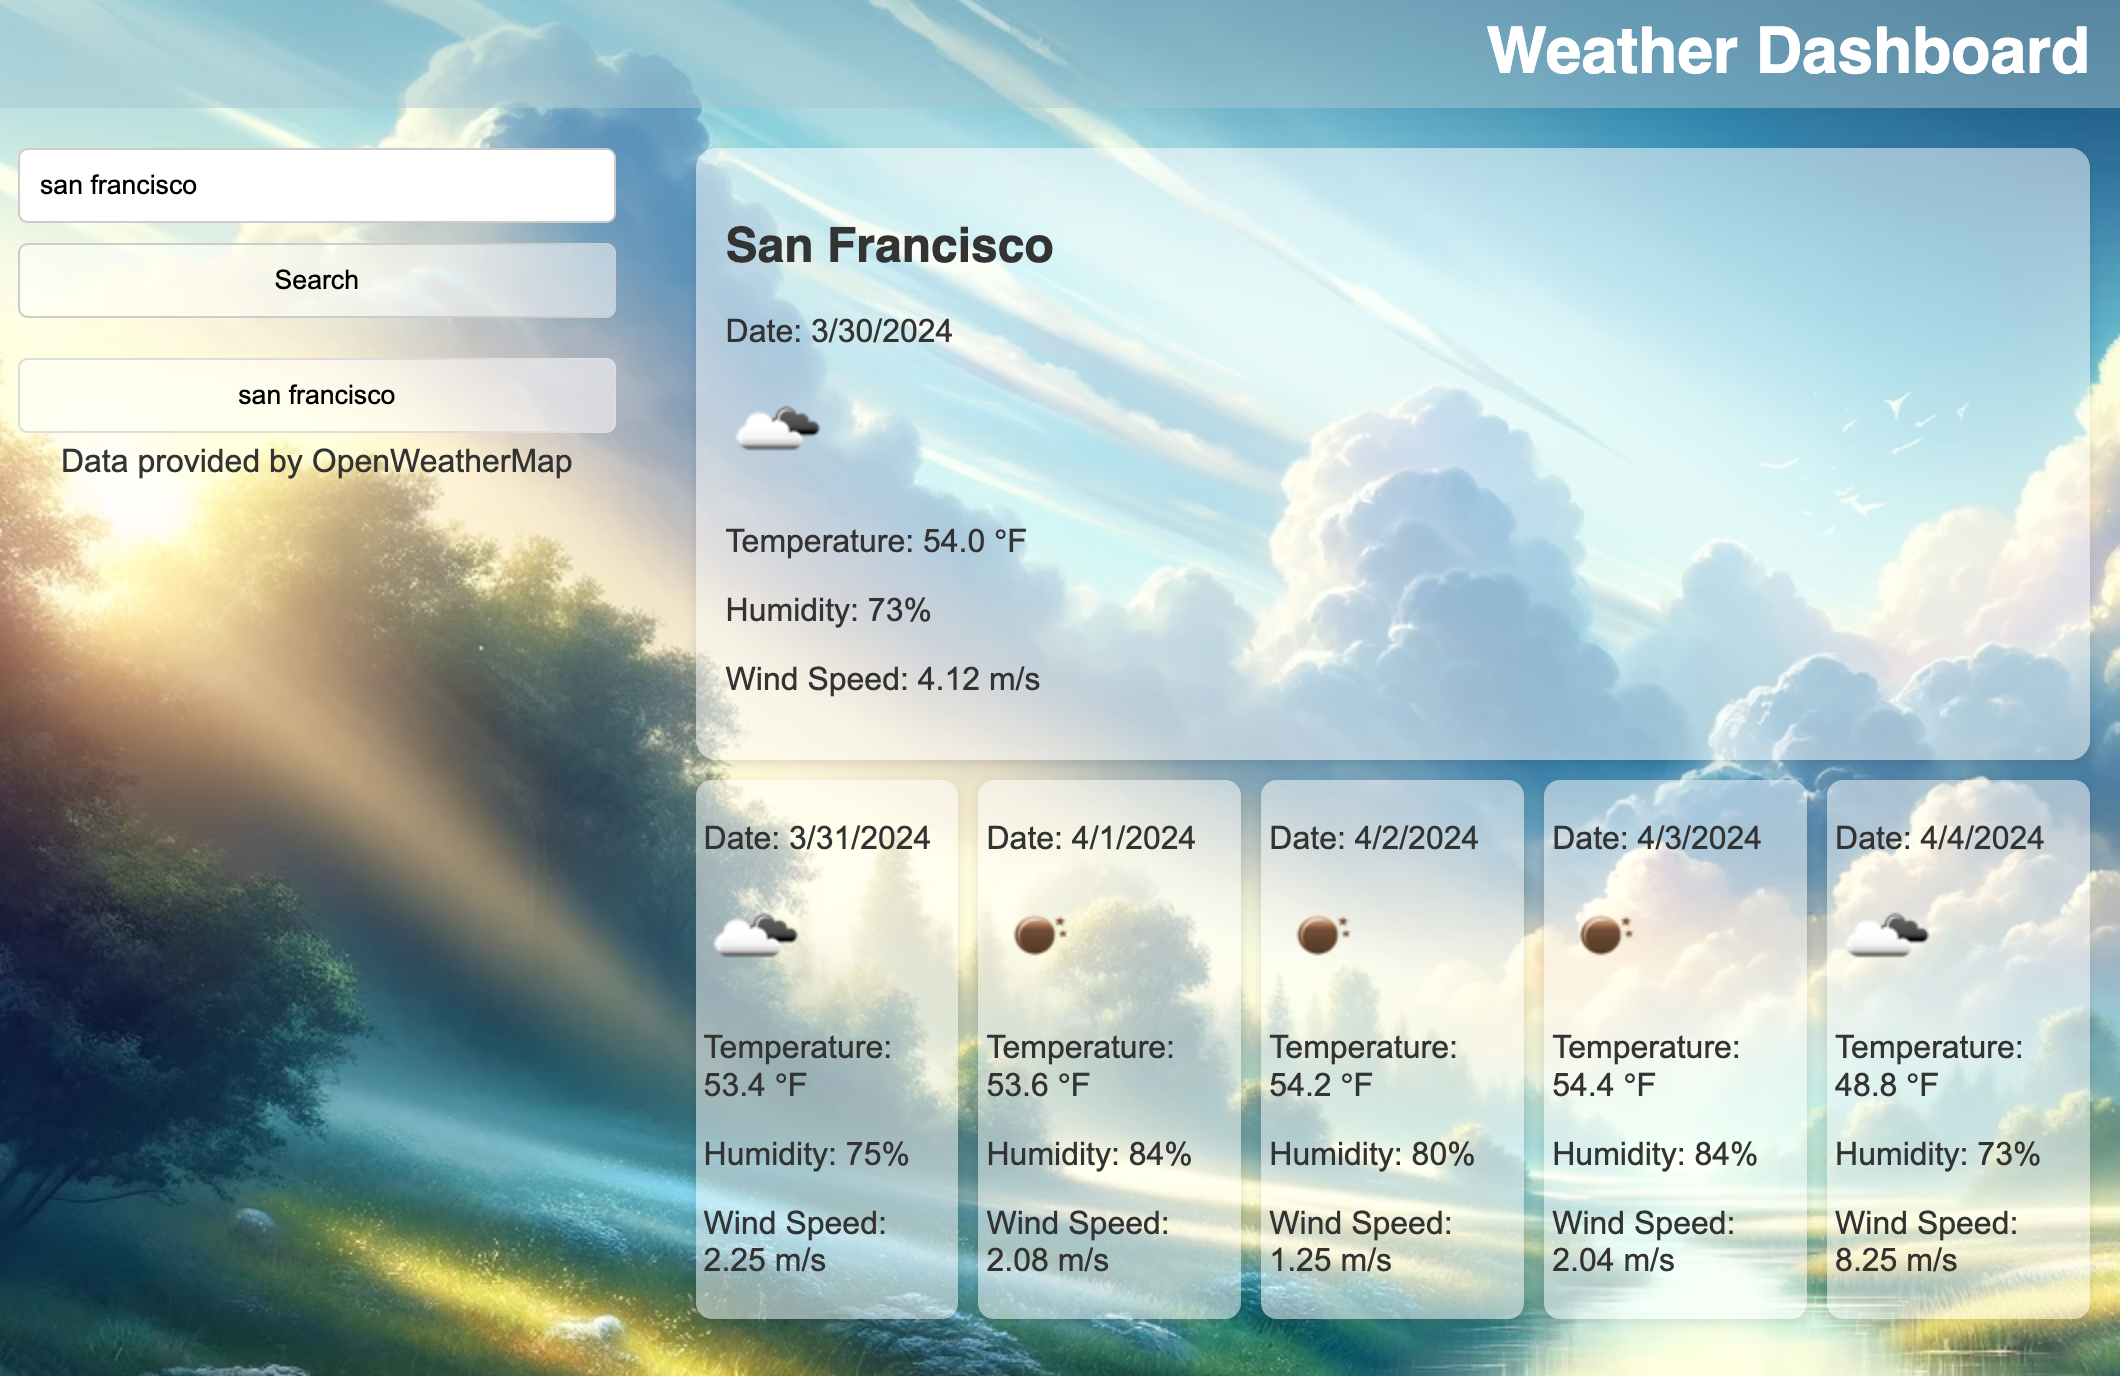 Weather Dashboard
san francisco
Search
san francisco
Data provided by OpenWeatherMap
San Francisco
Date: 3/30/2024
Temperature: 54.0 °F
Humidity: 73%
Wind Speed: 4.12 m/s
Date: 3/31/2024
Temperature:
53.4 °F
Humidity: 75%
Wind Speed:
2.25 m/s
Date: 4/1/2024
Temperature:
53.6 °F
Humidity: 84%
Wind Speed:
2.08 m/s
Date: 4/2/2024
Temperature:
54.2 °F
Humidity: 80%
Wind Speed:
1.25 m/s
Date: 4/3/2024
Temperature:
54.4 °F
Humidity: 84%
Wind Speed:
2.04 m/s
Date: 4/4/2024
Temperature:
48.8 °F
Humidity: 73%
Wind Speed:
8.25 m/s